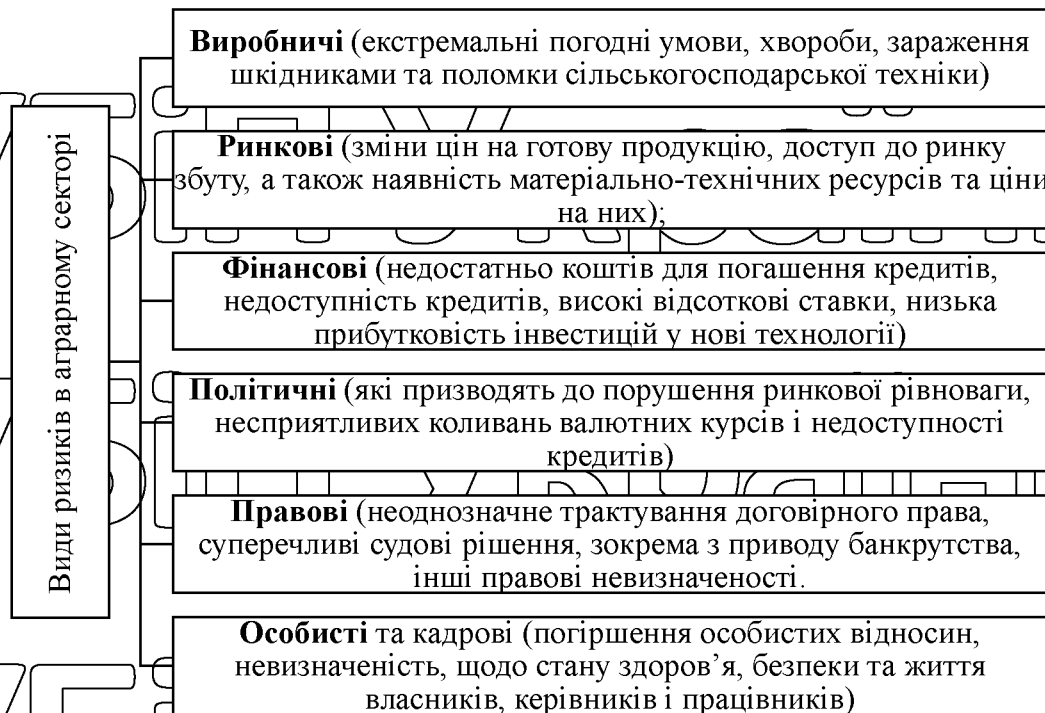 Види ризиків в аграрному секторі
Виробничі (екстремальні погодні умови, хвороби, зараження
шкідниками та поломки сільськогосподарської техніки)
Ринкові (зміни цін на готову продукцію, доступ до ринку
збуту, а також наявність матеріально-технічних ресурсів та ціни
на них);
Фінансові (недостатньо коштів для погашення кредитів,
недоступність кредитів, високі відсоткові ставки, низька
прибутковість інвестицій у нові технології)
Політичні (які призводять до порушення ринкової рівноваги,
несприятливих коливань валютних курсів і недоступності
кредитів)
Правові (неоднозначне трактування договірного права,
суперечливі судові рішення, зокрема з приводу банкрутства,
інші правові невизначеності.
Особисті та кадрові (погіршення особистих відносин,
невизначеність, щодо стану здоров’я, безпеки та життя
власників, керівників і працівників)